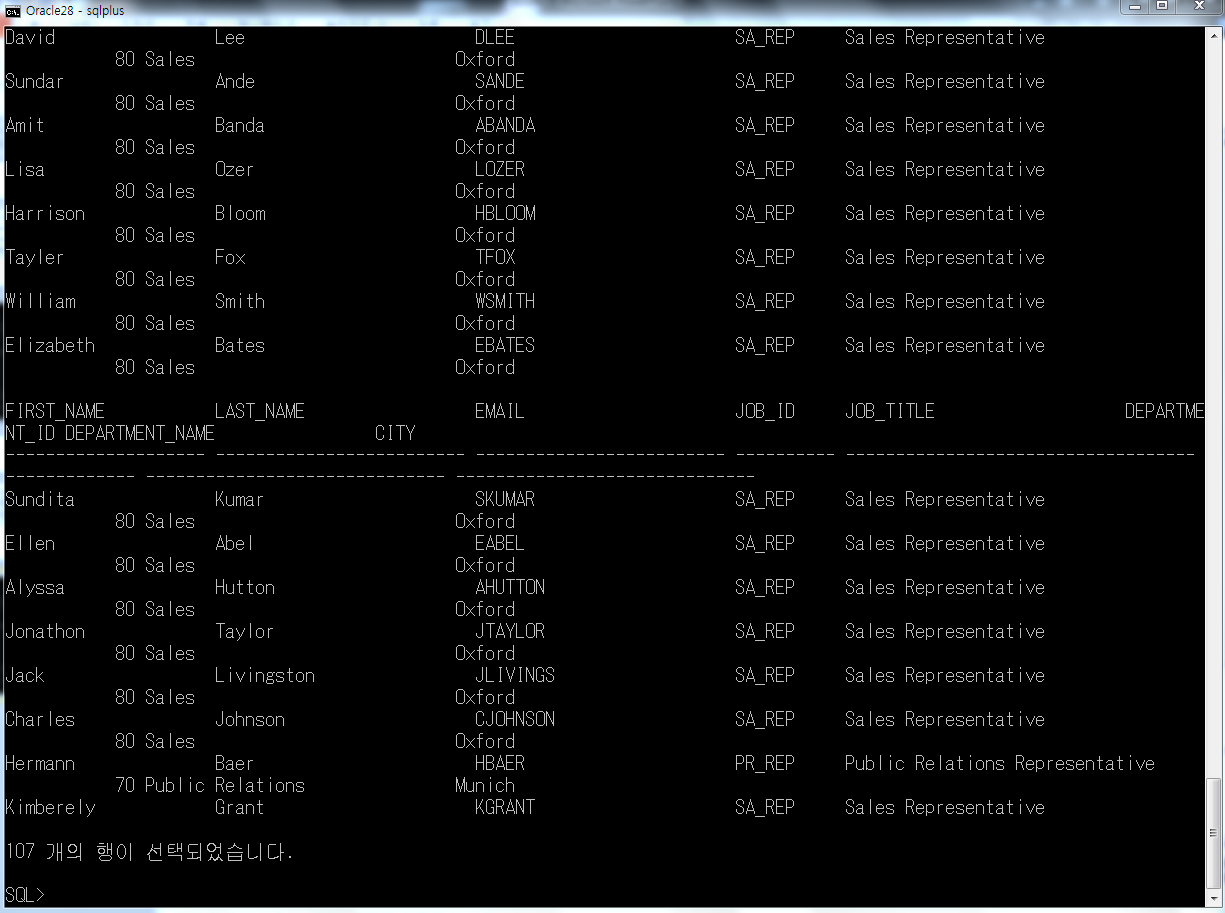 Oracle28 - sqlplus
David Lee DLEE SA_REP Sales Representative
80 Sales Oxford
Sundar Ande SANDE SA_REP Sales Representative
80 Sales Oxford
Amit Banda ABANDA SA_REP Sales Representative
80 Sales Oxford
Lisa Ozer LOZER SA_REP Sales Representative
80 Sales Oxford
Harrison Bloom HBLOOM SA_REP Sales Representative
80 Sales Oxford
Tayler Fox TFOX SA_REP Sales Representative
80 Sales Oxford
William Smith WSMITH SA_REP Sales Representative
80 Sales Oxford
Elizabeth Bates EBATES SA_REP Sales Representative
80 Sales Oxford
FIRST_NAME LAST_NAME EMAIL JOB_ID JOB_TITLE DEPARTME
NT_ID DEPARTMENT_NAME CITY
-------------------- ------------------------- ------------------------- ---------- -----------------------------------
------------- ------------------------------ ------------------------------
Sundita Kumar SKUMAR SA_REP Sales Representative
80 Sales Oxford
Ellen Abel EABEL SA_REP Sales Representative
80 Sales Oxford
Alyssa Hutton AHUTTON SA_REP Sales Representative
80 Sales Oxford
Jonathon Taylor JTAYLOR SA_REP Sales Representative
80 Sales Oxford
Jack Livingston JLIVINGS SA_REP Sales Representative
80 Sales Oxford
Charles Johnson CJOHNSON SA_REP Sales Representative
80 Sales Oxford
Hermann Baer HBAER PR_REP Public Relations Representative
70 Public Relations Munich
Kimberely Grant KGRANT SA_REP Sales Representative
107 개의 행이 선택되었습니다.
SQL>